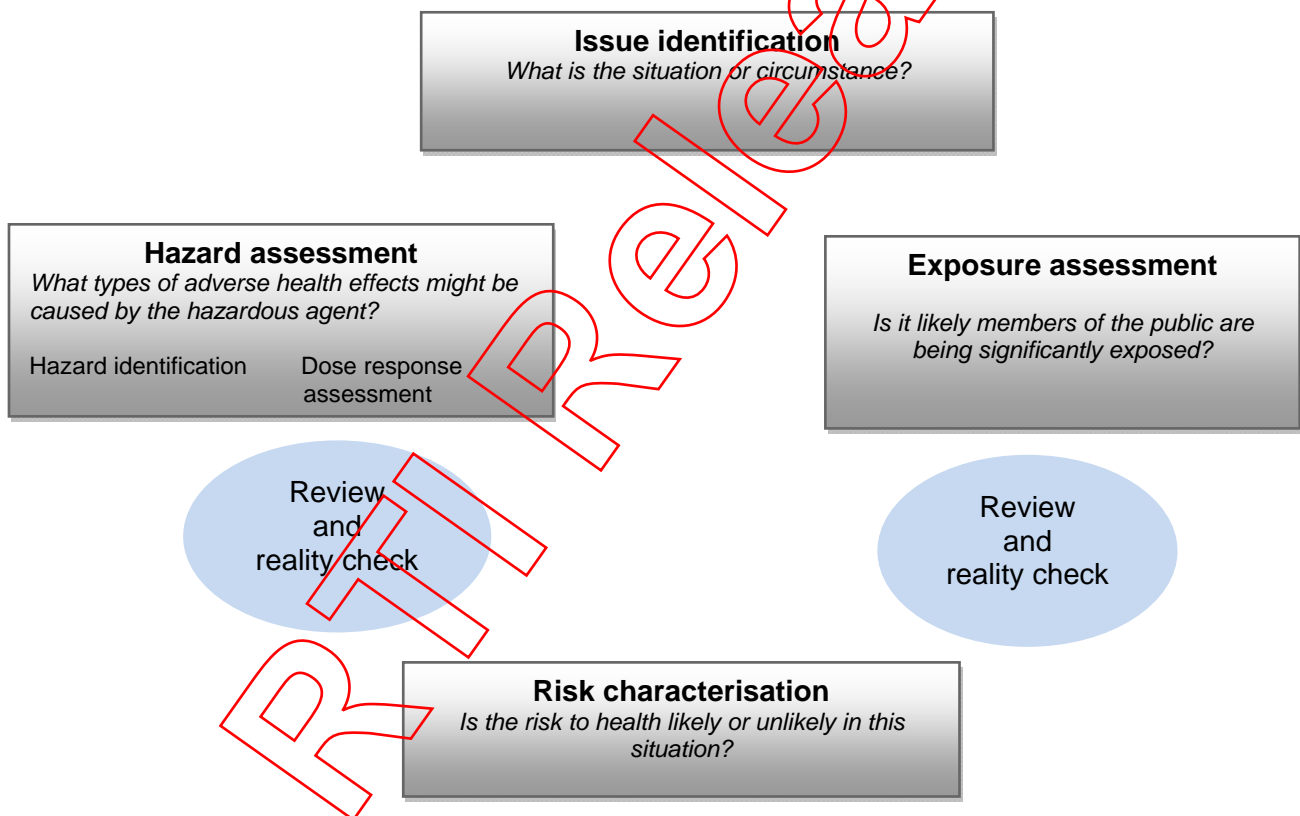 Issue identification
What is the situation or circumstance?
Hazard assessment
What types of adverse health effects might be
caused by the hazardous agent?
Hazard identification
Dose response
assessment
Exposure assessment
Is it likely members of the public are
being significantly exposed?
Review
and
reality check
Review
and
reality check
Risk characterisation
Is the risk to health likely or unlikely in this
situation?
RTI Relea